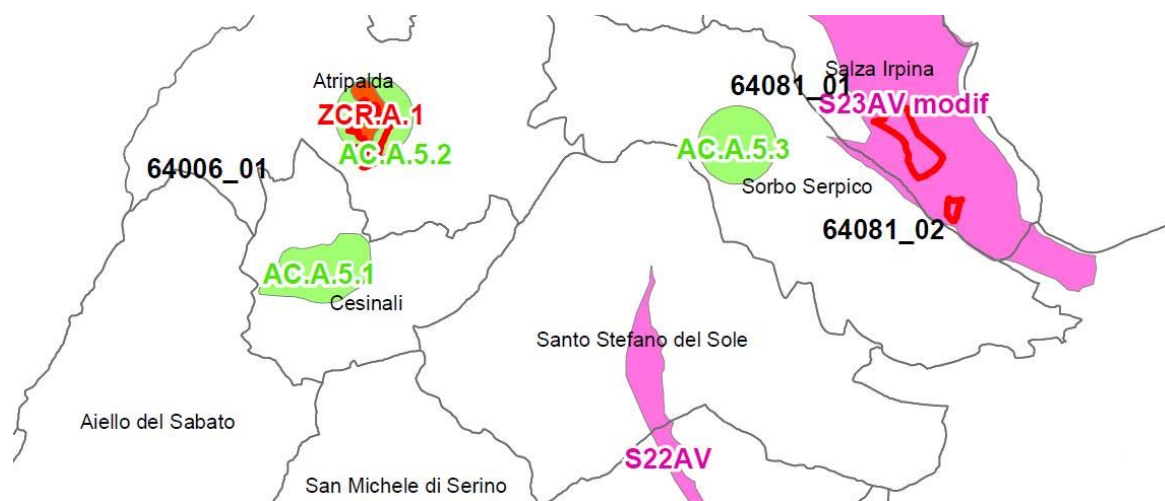 Salza Irpina
Atripalda
64081_01
S23AV modif
ZCR.A.1
AC.A.5.2
AC.A.5.3
64006_01
Sorbo Serpico
64081_02
AC.A.5.1
Cesinali
Santo Stefano del Sole
Aiello del Sabato
S22AV
San Michele di Serino